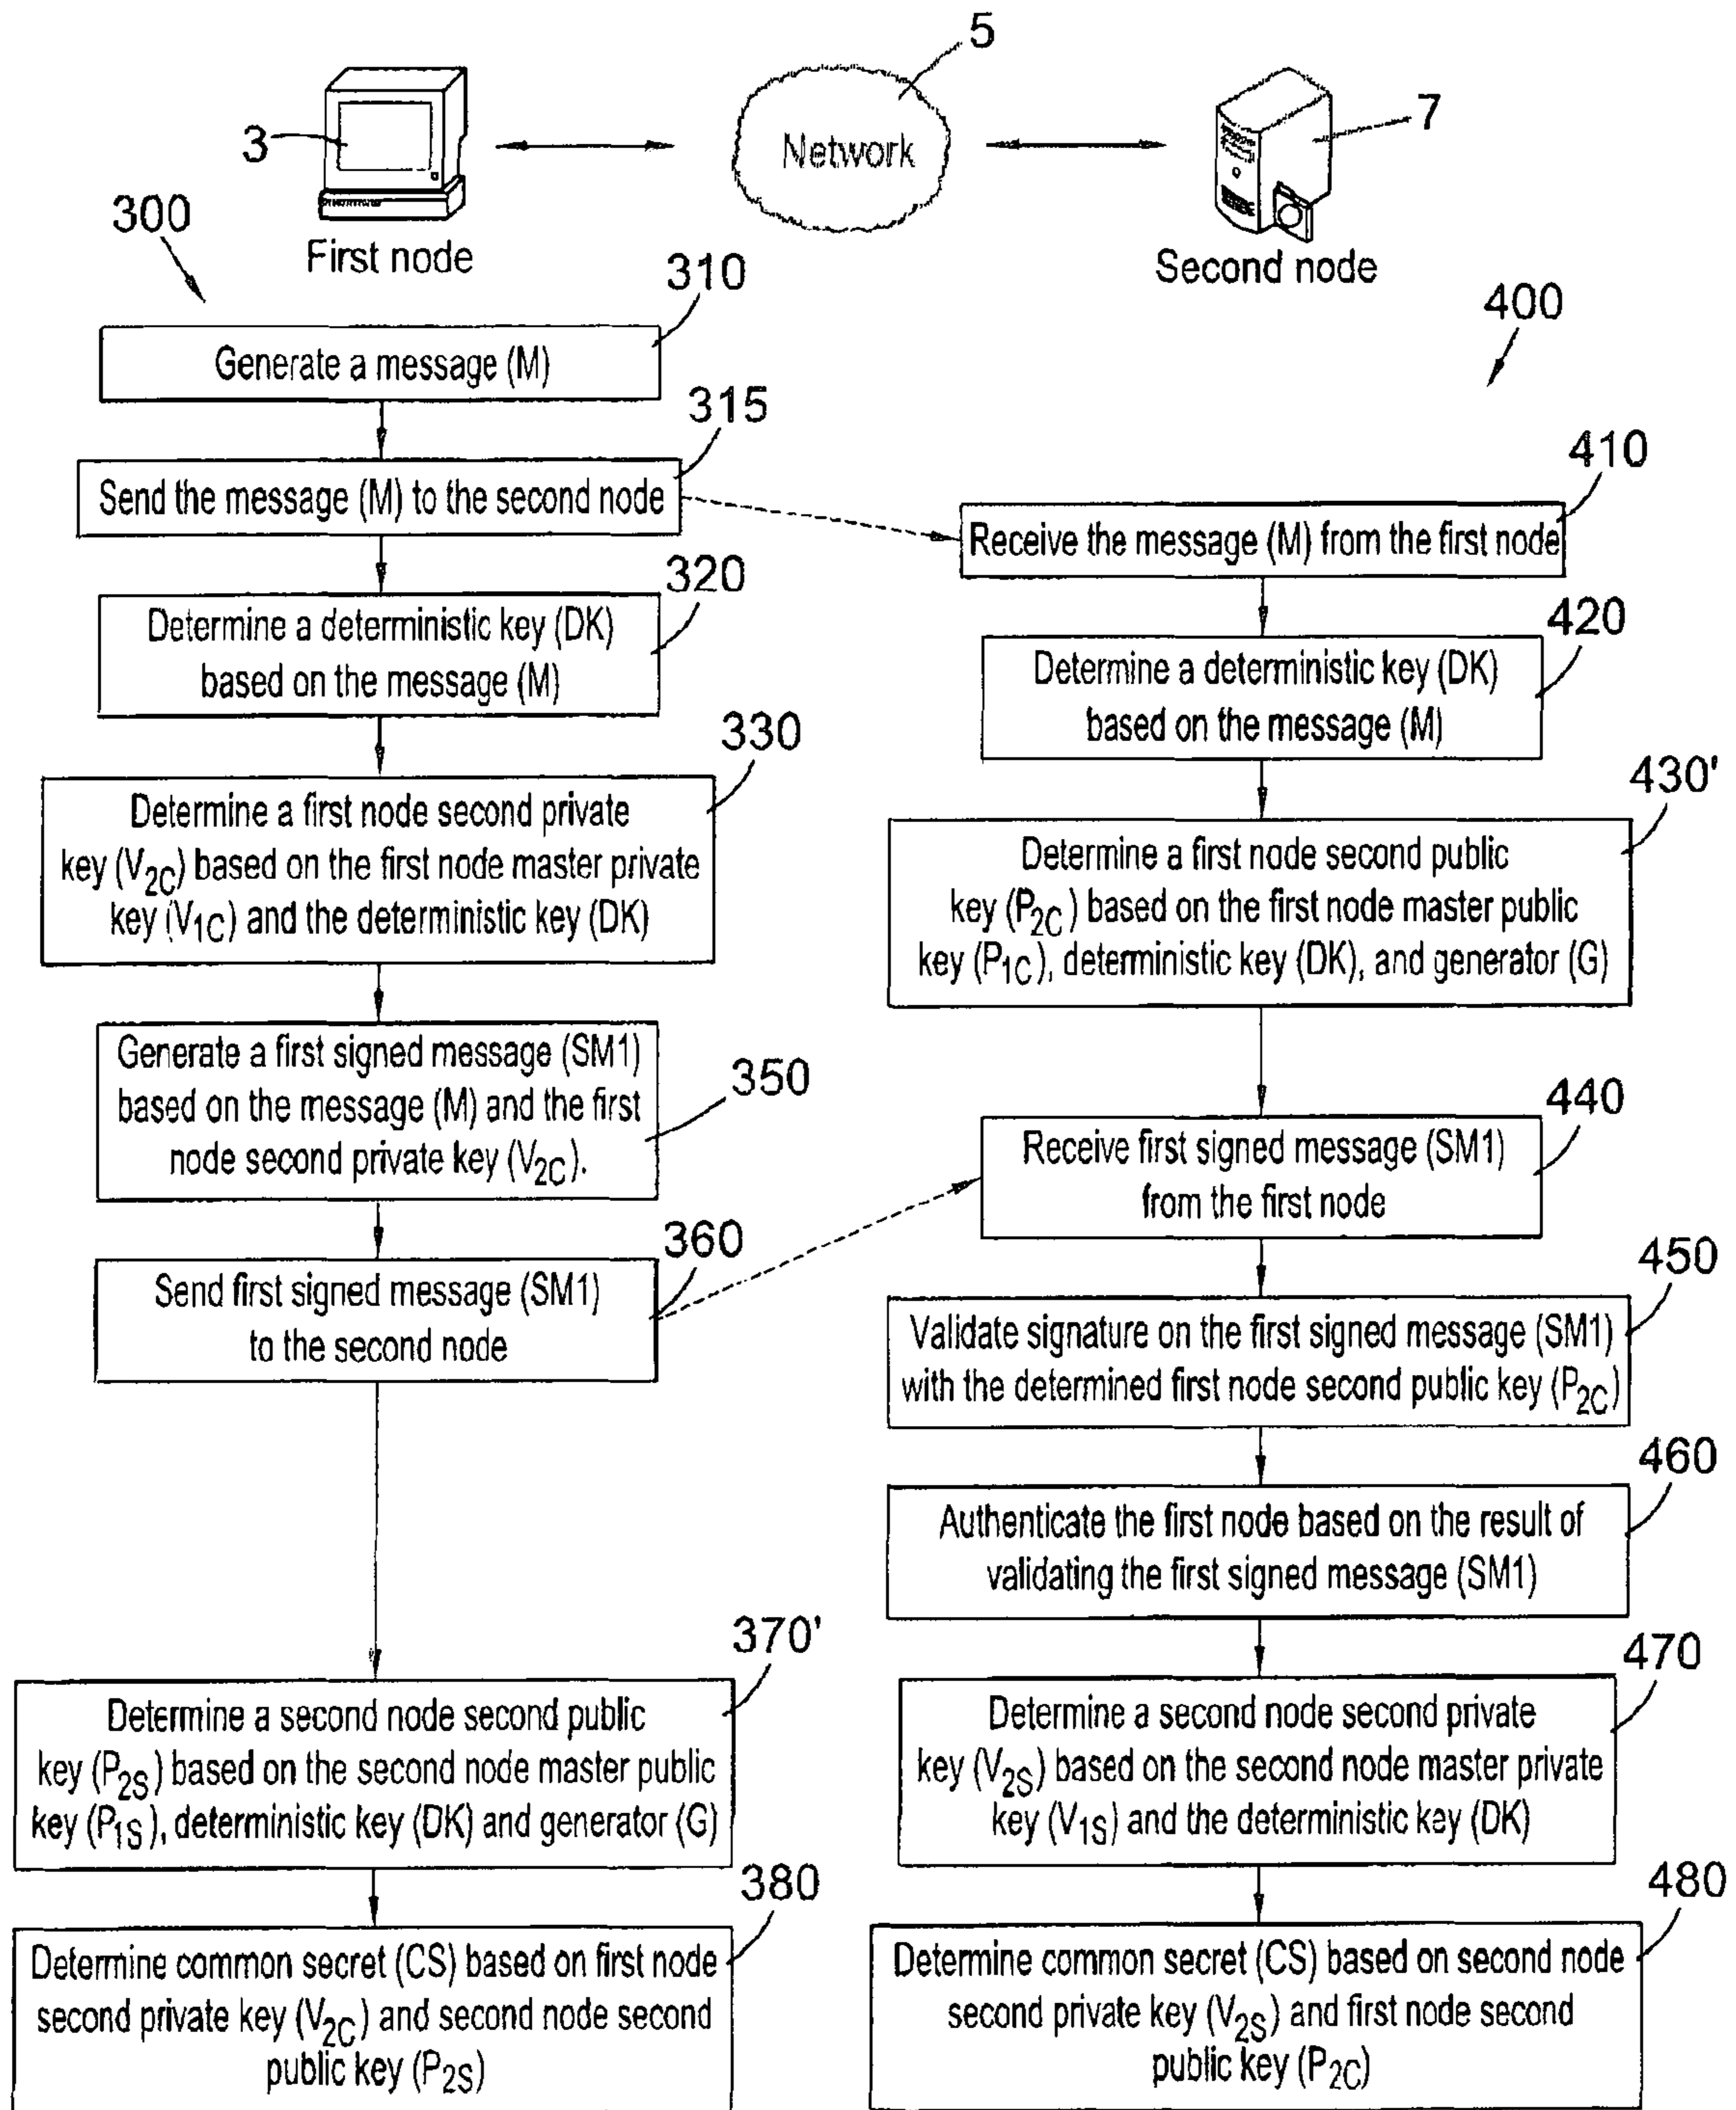 5
3
Network
7
300
First node
Second node
310
Generate a message (M)
400
315
Send the message (M) to the second node
410
Receive the message (M) from the first node
320
Determine a deterministic key (DK)
based on the message (M)
420
Determine a deterministic key (DK)
based on the message (M)
330
Determine a first node second private
key (V2C) based on the first node master private
key (V1C) and the deterministic key (DK)
430'
Determine a first node second public
key (P2C) based on the first node master public
key (P1C), deterministic key (DK), and generator (G)
350
Generate a first signed message (SM1)
based on the message (M) and the first
node second private key (V2C).
440
Receive first signed message (SM1)
from the first node
360
Send first signed message (SM1)
to the second node
450
Validate signature on the first signed message (SM1)
with the determined first node second public key (P2C)
460
Authenticate the first node based on the result of
validating the first signed message (SM1)
370'
Determine a second node second public
key (P2S) based on the second node master public
key (P1S), deterministic key (DK) and generator (G)
470
Determine a second node second private
key (V2S) based on the second node master private
key (V1S) and the deterministic key (DK)
380
Determine common secret (CS) based on first node
second private key (V2C) and second node second
public key (P2S)
480
Determine common secret (CS) based on second node
second private key (V2S) and first node second
public key (P2C)